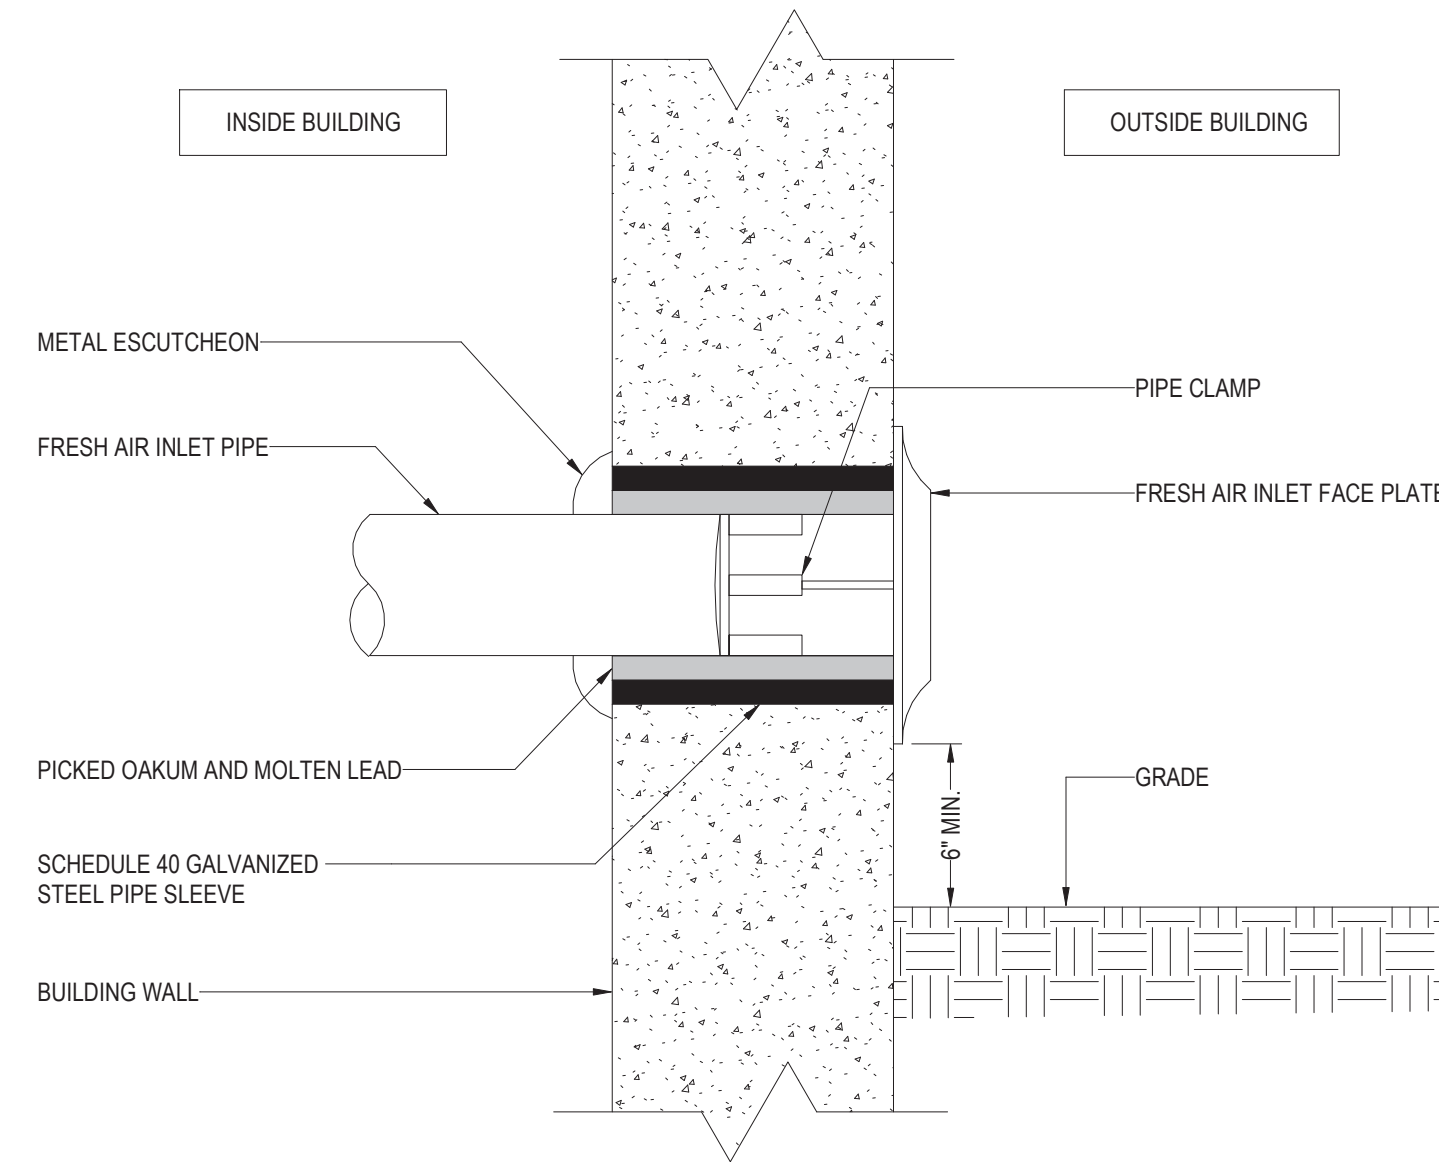 INSIDE BUILDING
OUTSIDE BUILDING
METAL ESCUTCHEON
PIPE CLAMP
FRESH AIR INLET PIPE
FRESH AIR INLET FACE PLATE
PICKED OAKUM AND MOLTEN LEAD
GRADE
6" MIN.
SCHEDULE 40 GALVANIZED
STEEL PIPE SLEEVE
BUILDING WALL